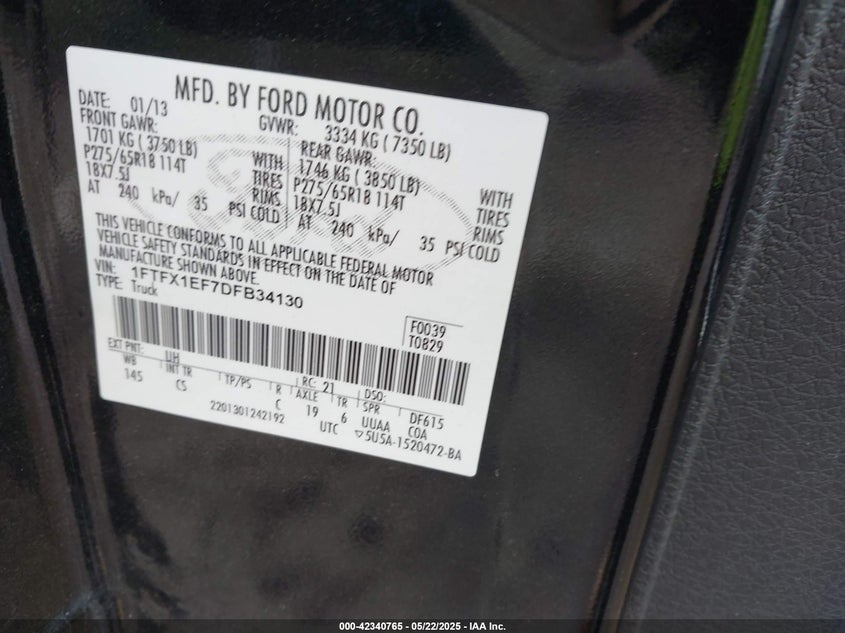 MFD. BY FORD MOTOR CO.
DATE: 01/13
GVWR: 3334 KG ( 7350 LB)
FRONT GAWR:
1701 KG ( 3750 LB)
P275/65R18 114T
18X7.5J
AT 240 kPa/ 35 PSI COLD
WITH
TIRES
RIMS
REAR GAWR:
1746 KG ( 3850 LB)
P275/65R18 114T
18X7.5J
AT 240 kPa/ 35 PSI COLD
WITH
TIRES
RIMS
THIS VEHICLE CONFORMS TO ALL APPLICABLE FEDERAL MOTOR
VEHICLE SAFETY STANDARDS IN EFFECT ON THE DATE OF
MANUFACTURE SHOWN ABOVE.
VIN: 1FTFX1EF7DFB34130
TYPE: Truck
F0039
T0829
EXT PNT: UH RC: 21 DSO:
WB INT TR TP/PS R AXLE TR SPR
145 CS C 19 6 UUAA DF615
COA
2201301242192 UTC ▽5U5A-1520472-BA
000-42340765 - 05/22/2025 - IAA Inc.